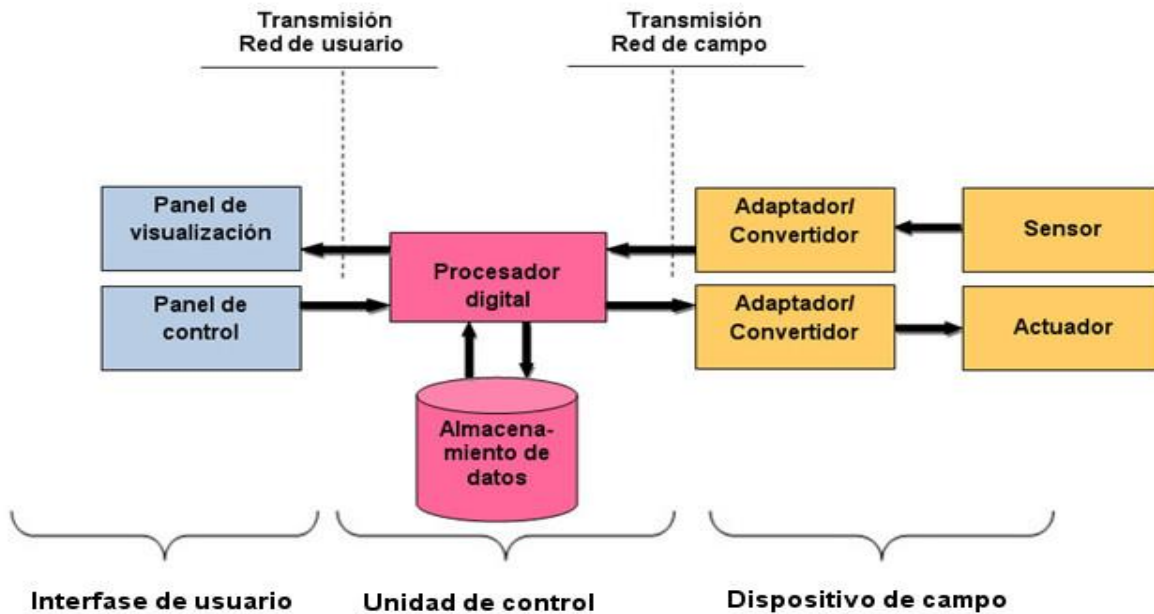 Transmisión
Red de usuario
Transmisión
Red de campo
Panel de
visualización
Panel de
control
Procesador
digital
Almacena-
miento de
datos
Adaptador/
Convertidor
Sensor
Adaptador/
Convertidor
Actuador
Interfase de usuario
Unidad de control
Dispositivo de campo